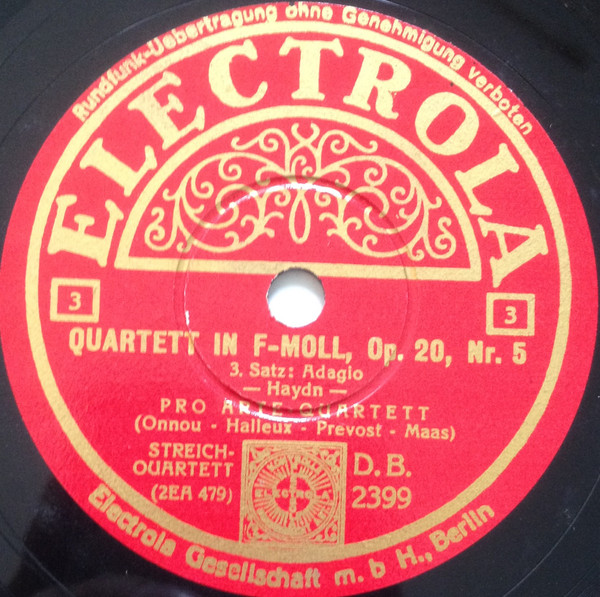 Rundfunk-Uebertragung ohne Genehmigung verboten
ELECTROLA
3
3
QUARTETT IN F-MOLL, Op. 20, Nr. 5
3. Satz: Adagio
— Haydn —
PRO ARTE QUARTETT
(Onnou - Halleux - Prevost - Maas)
STREICH-
QUARTETT
(2EA 479)
ELECTROLA
D.B.
2399
Electrola Gesellschaft m. b H., Berlin